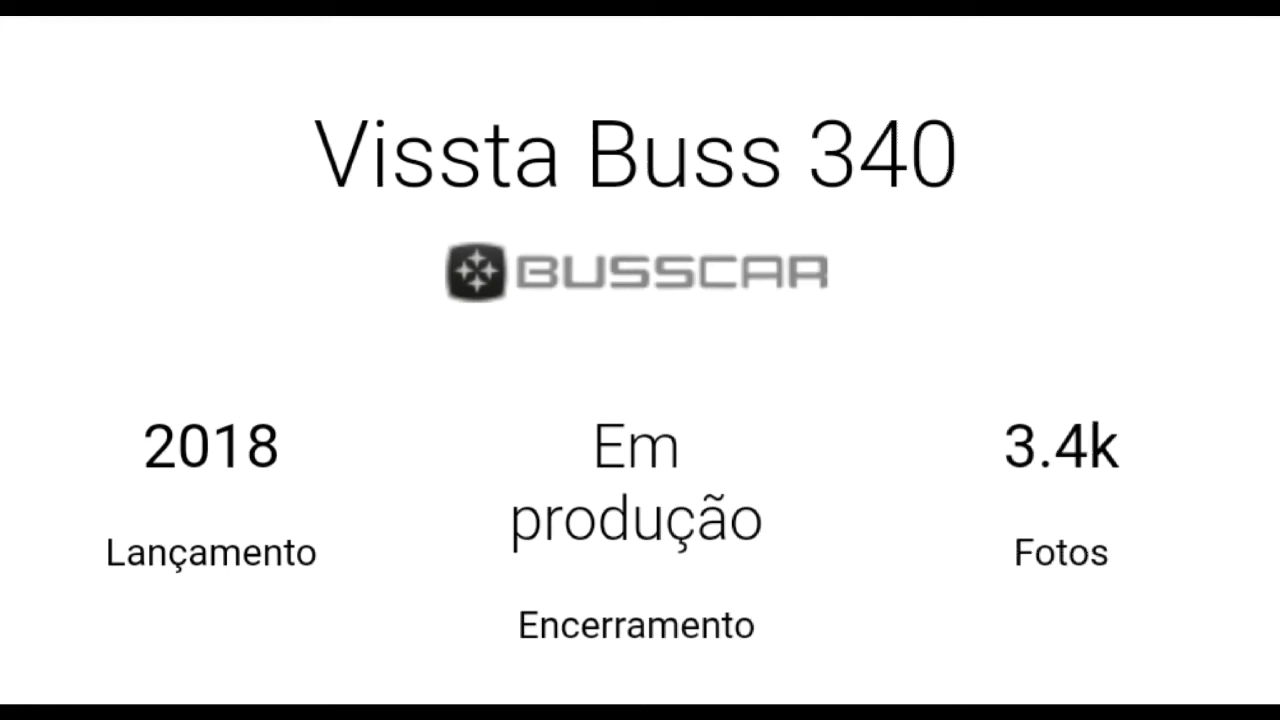 Vissta Buss 340
BUSSCAR
2018
Em
produção
3.4k
Lançamento
Fotos
Encerramento